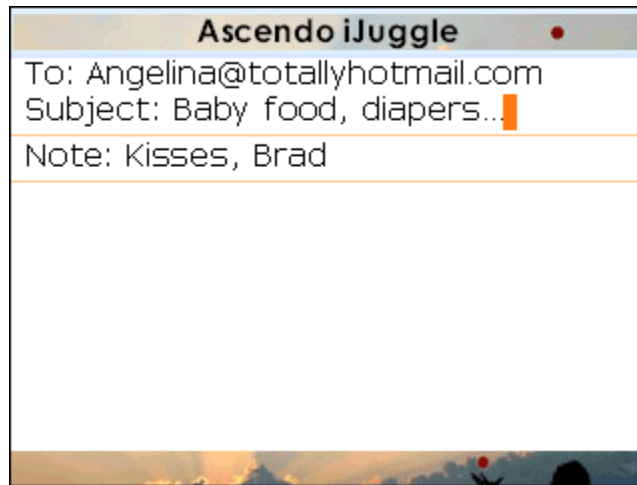 Ascendo iJuggle
To: Angelina@totallyhotmail.com
Subject: Baby food, diapers...
Note: Kisses, Brad